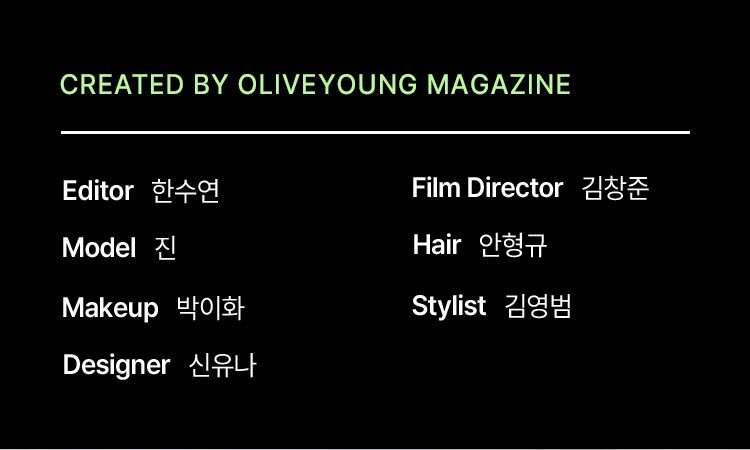 CREATED BY OLIVEYOUNG MAGAZINE
Editor 한수연
Film Director 김창준
Model 진
Hair 안형규
Makeup 박이화
Stylist 김영범
Designer 신유나